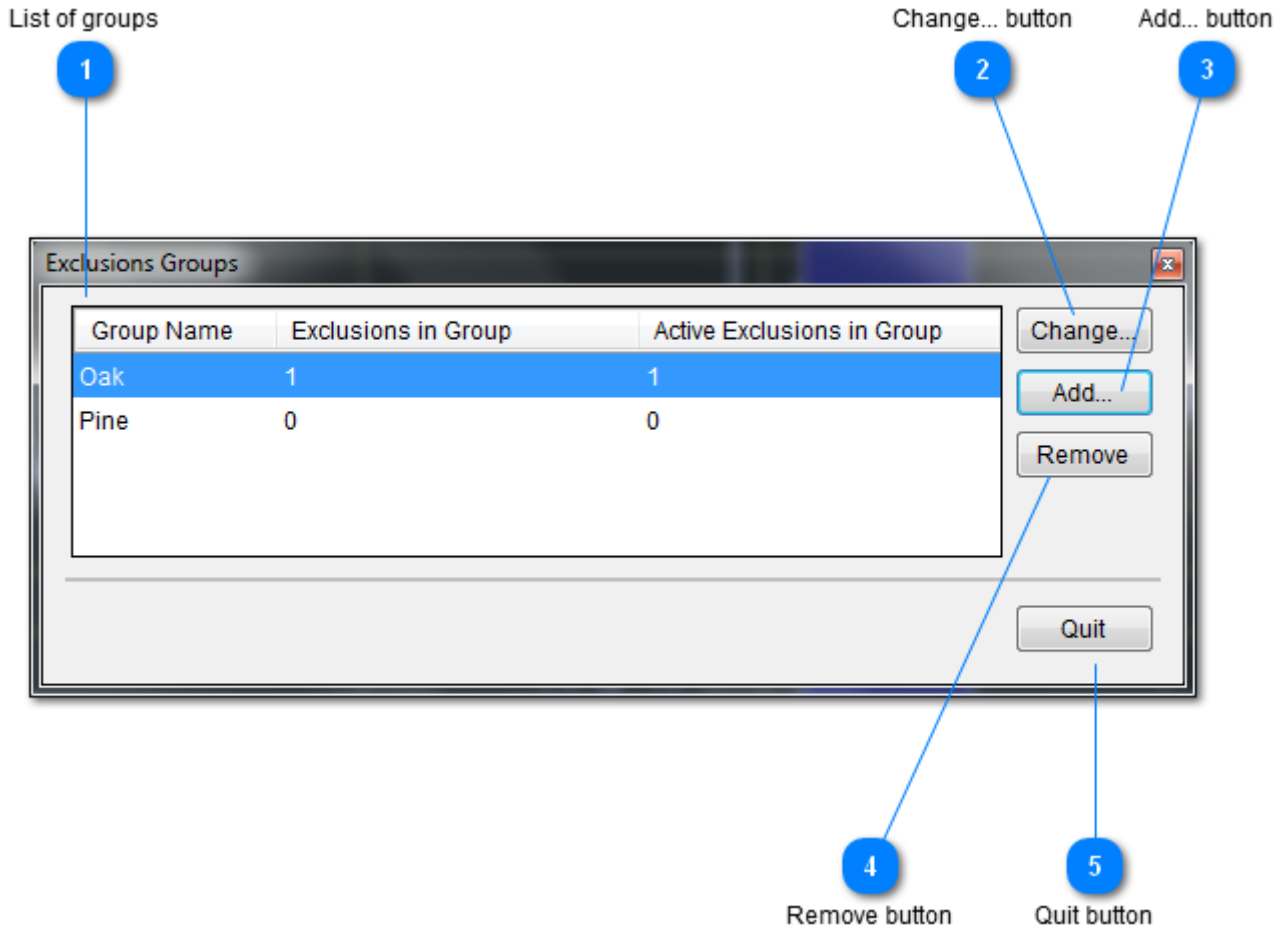 List of groups
Change... button
Add... button
1
2
3
Exclusions Groups
Group Name Exclusions in Group Active Exclusions in Group
Change...
Oak 1 1
Add...
Pine 0 0
Remove
Quit
4
5
Remove button
Quit button